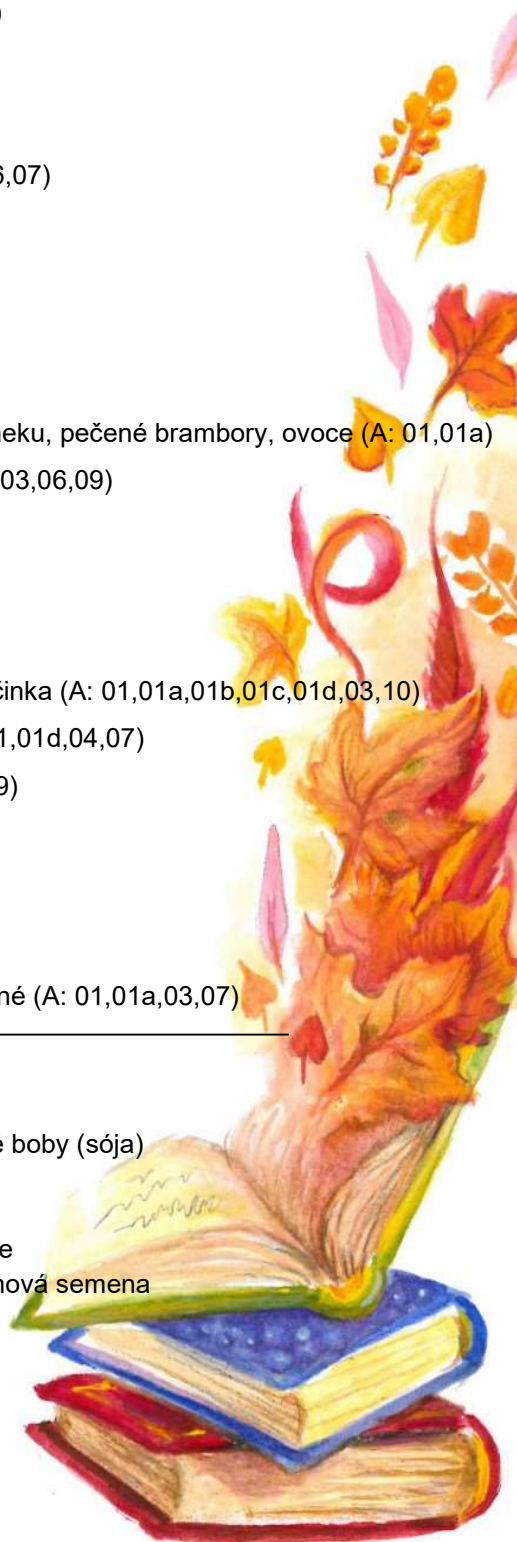 )
6,07)
neku, pečené brambory, ovoce (A: 01,01a)
03,06,09)
činka (A: 01,01a,01b,01c,01d,03,10)
1,01d,04,07)
9)
né (A: 01,01a,03,07)
é boby (sója)
e
nová semena